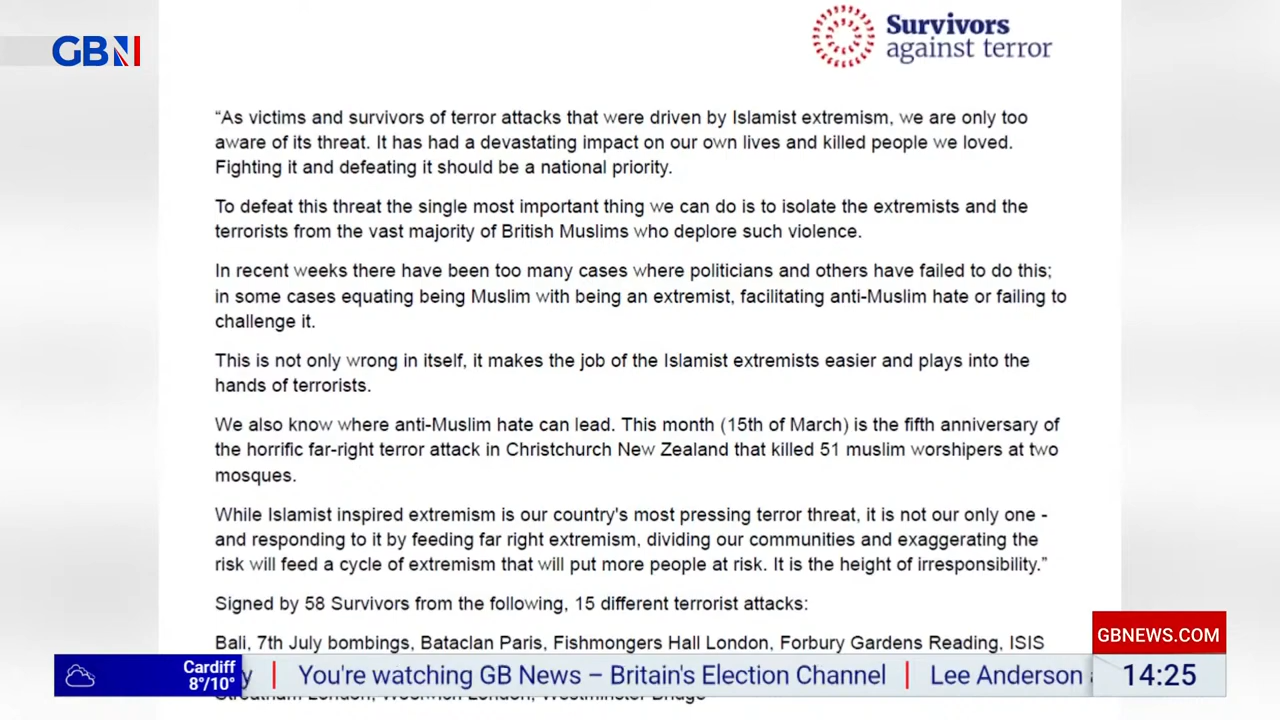 GBN
Survivors
against terror
“As victims and survivors of terror attacks that were driven by Islamist extremism, we are only too
aware of its threat. It has had a devastating impact on our own lives and killed people we loved.
Fighting it and defeating it should be a national priority.
To defeat this threat the single most important thing we can do is to isolate the extremists and the
terrorists from the vast majority of British Muslims who deplore such violence.
In recent weeks there have been too many cases where politicians and others have failed to do this;
in some cases equating being Muslim with being an extremist, facilitating anti-Muslim hate or failing to
challenge it.
This is not only wrong in itself, it makes the job of the Islamist extremists easier and plays into the
hands of terrorists.
We also know where anti-Muslim hate can lead. This month (15th of March) is the fifth anniversary of
the horrific far-right terror attack in Christchurch New Zealand that killed 51 muslim worshipers at two
mosques.
While Islamist inspired extremism is our country's most pressing terror threat, it is not our only one -
and responding to it by feeding far right extremism, dividing our communities and exaggerating the
risk will feed a cycle of extremism that will put more people at risk. It is the height of irresponsibility.”
Signed by 58 Survivors from the following, 15 different terrorist attacks:
Bali, 7th July bombings, Bataclan Paris, Fishmongers Hall London, Forbury Gardens Reading, ISIS
GBNEWS.COM
Cardiff
8°/10°
y | You're watching GB News – Britain's Election Channel | Lee Anderson
14:25
London, Westminster Bridge